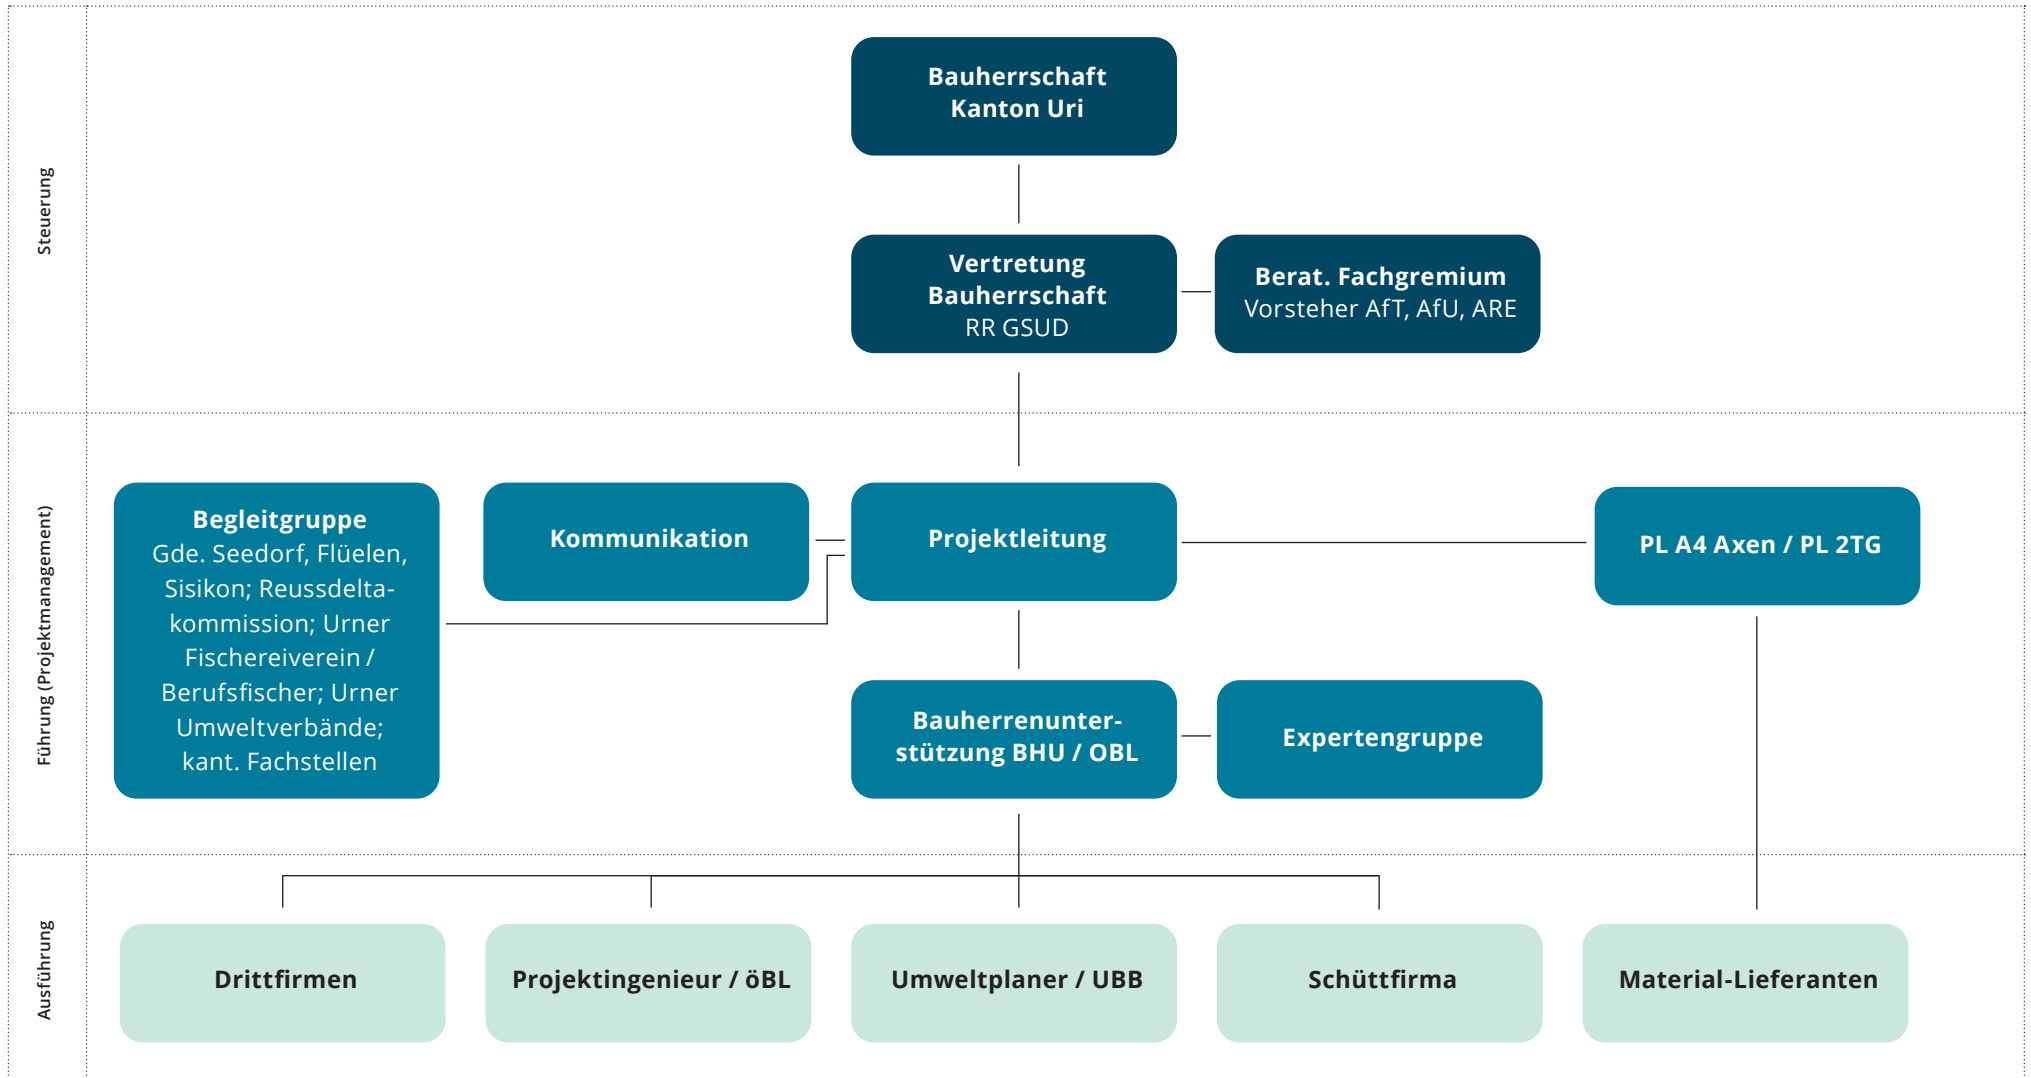 Steuerung
Bauherrschaft
Kanton Uri
Vertretung
Bauherrschaft
RR GSUD
Berat. Fachgremium
Vorsteher AfT, AfU, ARE
Führung (Projektmanagement)
Begleitgruppe
Gde. Seedorf, Flüelen,
Sisikon; Reussdelta-
kommission; Urner
Fischereiverein /
Berufsfischer; Urner
Umweltverbände;
kant. Fachstellen
Kommunikation
Projektleitung
PL A4 Axen / PL 2TG
Bauherrenunter-
stützung BHU / OBL
Expertengruppe
Ausführung
Drittfirmen
Projektingenieur / öBL
Umweltplaner / UBB
Schüttfirma
Material-Lieferanten